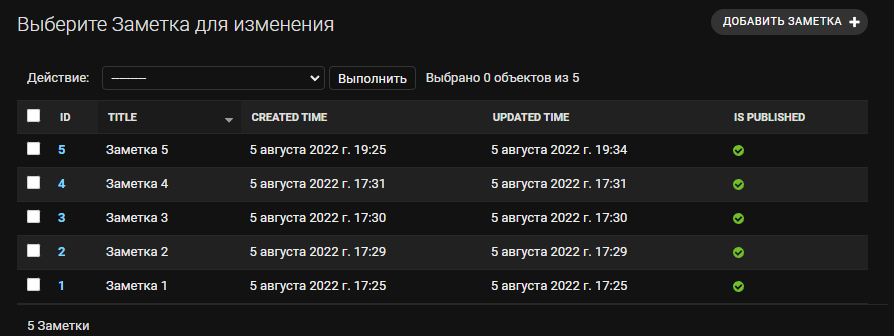 Выберите Заметка для изменения
ДОБАВИТЬ ЗАМЕТКА +
Действие: --------- Выполнить Выбрано 0 объектов из 5
ID TITLE CREATED TIME UPDATED TIME IS PUBLISHED
5 Заметка 5 5 августа 2022 г. 19:25 5 августа 2022 г. 19:34
4 Заметка 4 5 августа 2022 г. 17:31 5 августа 2022 г. 17:31
3 Заметка 3 5 августа 2022 г. 17:30 5 августа 2022 г. 17:30
2 Заметка 2 5 августа 2022 г. 17:29 5 августа 2022 г. 17:29
1 Заметка 1 5 августа 2022 г. 17:25 5 августа 2022 г. 17:25
5 Заметки